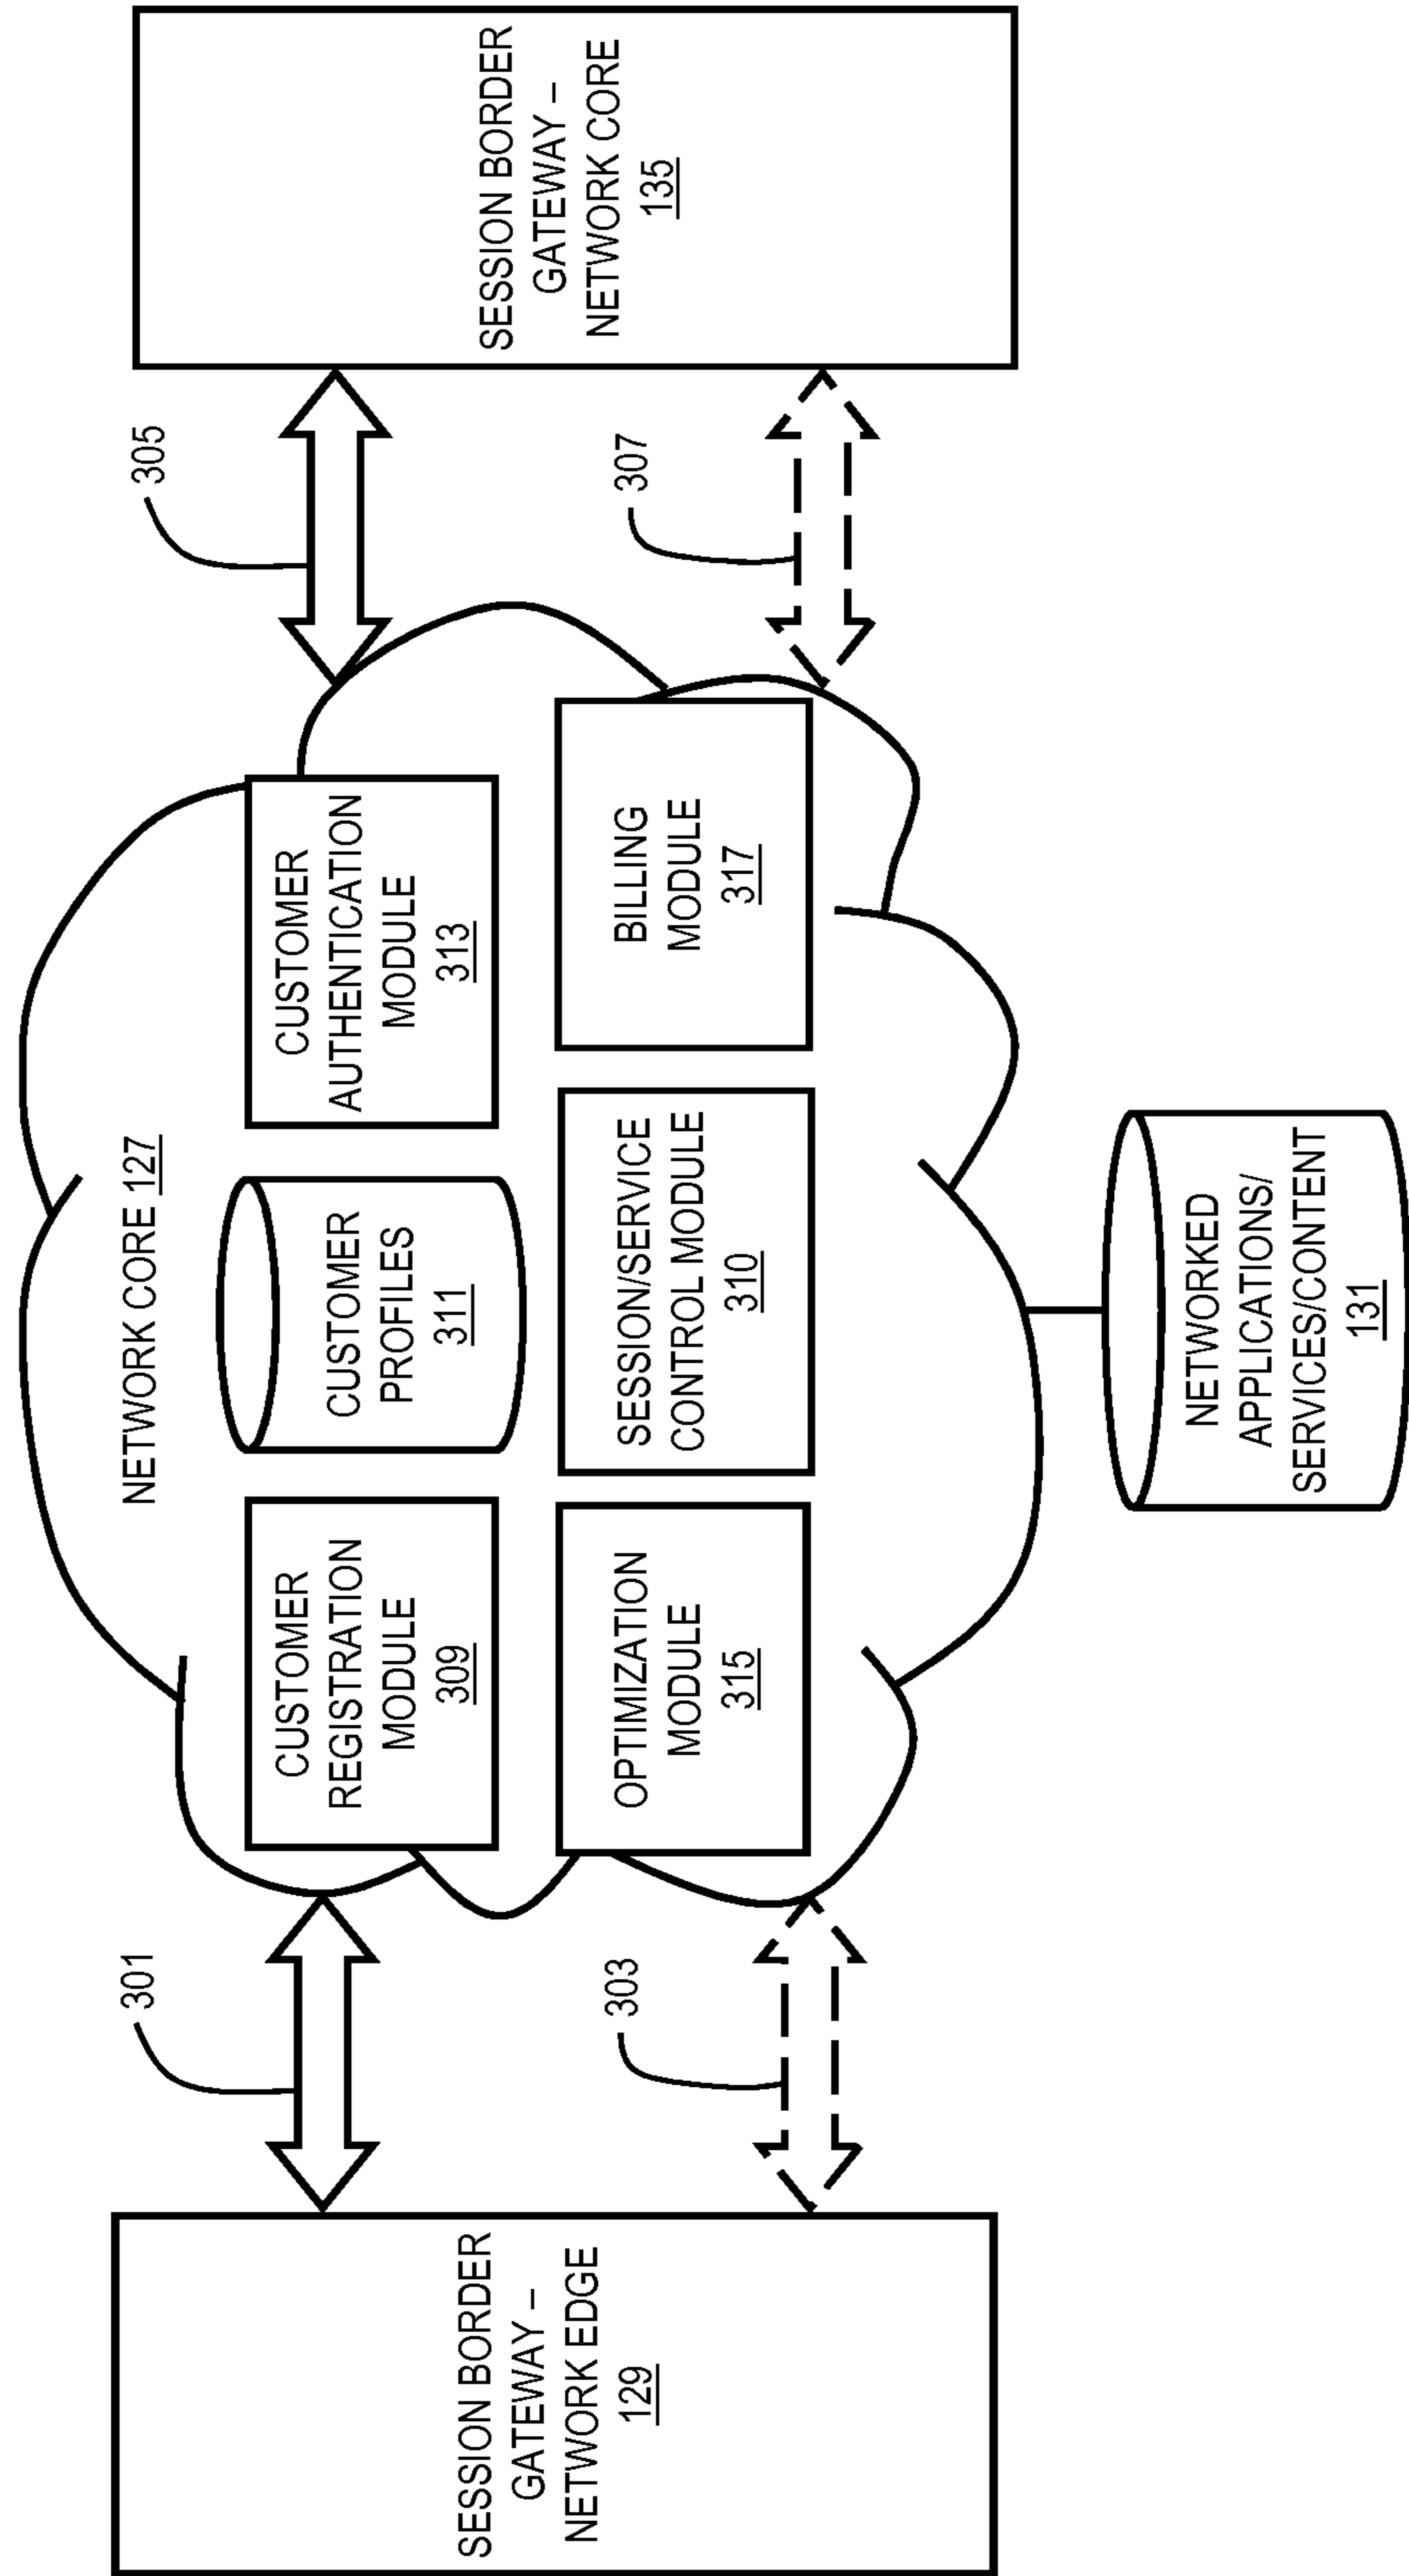 NETWORK CORE 127
301
305
CUSTOMER
REGISTRATION
MODULE
309
CUSTOMER
PROFILES
311
CUSTOMER
AUTHENTICATION
MODULE
313
SESSION BORDER
GATEWAY –
NETWORK EDGE
129
SESSION BORDER
GATEWAY –
NETWORK CORE
135
303
307
OPTIMIZATION
MODULE
315
SESSION/SERVICE
CONTROL MODULE
310
BILLING
MODULE
317
NETWORKED
APPLICATIONS/
SERVICES/CONTENT
131